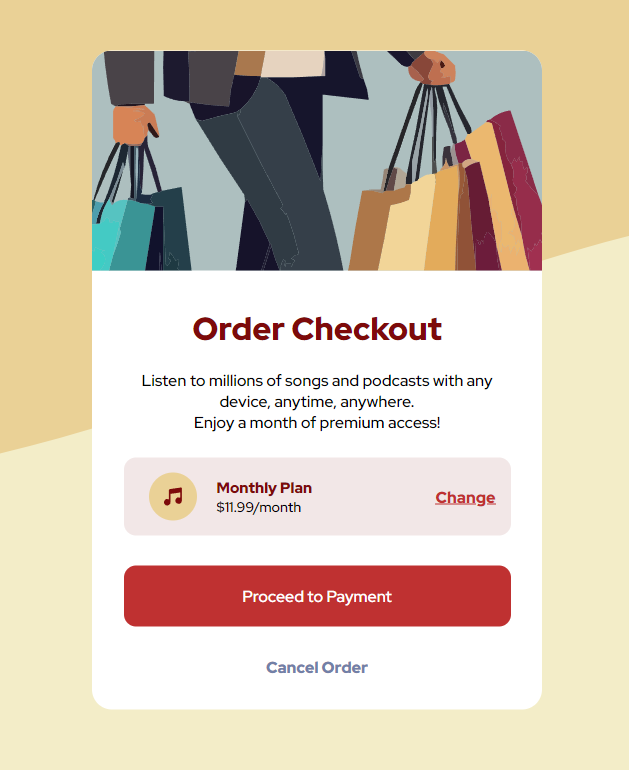 Order Checkout
Listen to millions of songs and podcasts with any
device, anytime, anywhere.
Enjoy a month of premium access!
Monthly Plan
$11.99/month
Change
Proceed to Payment
Cancel Order